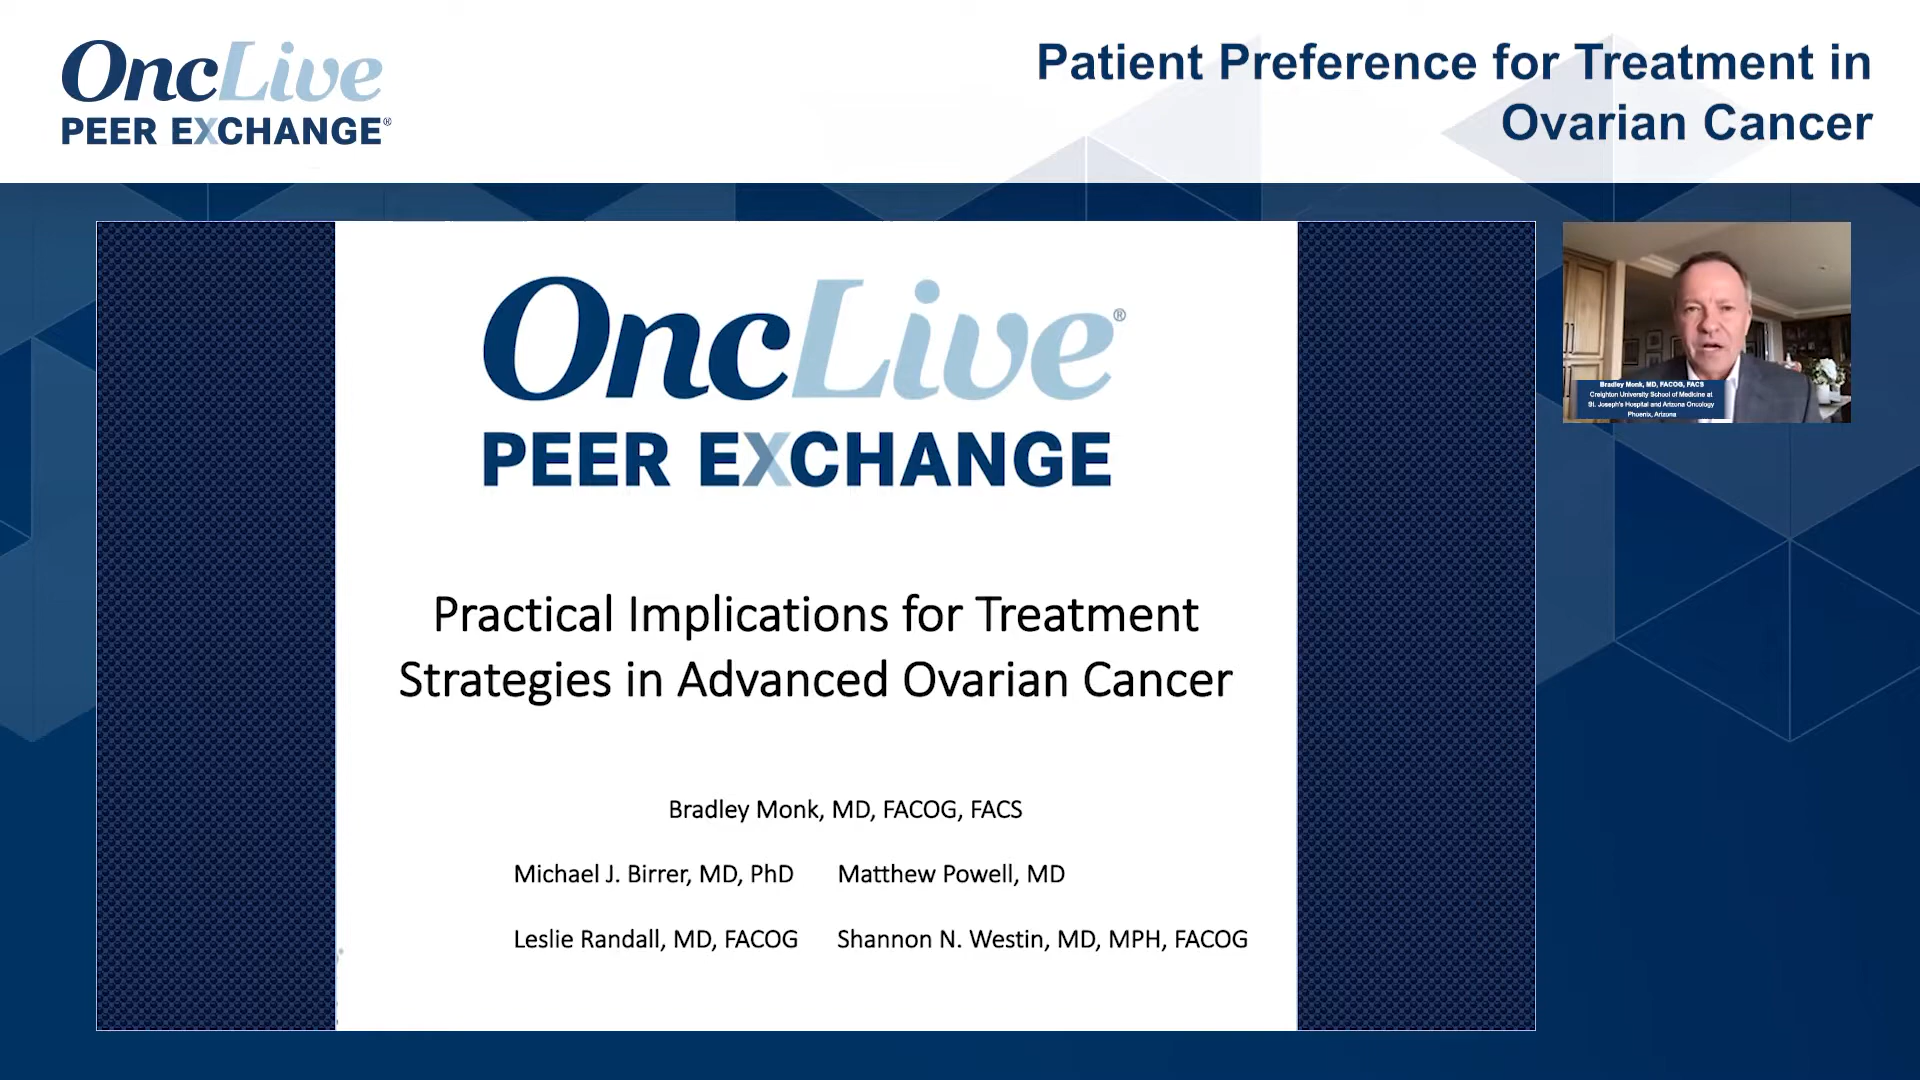 OncLive
PEER EXCHANGE®
Patient Preference for Treatment in
Ovarian Cancer
OncLive®
PEER EXCHANGE
Practical Implications for Treatment
Strategies in Advanced Ovarian Cancer
Bradley Monk, MD, FACOG, FACS
Michael J. Birrer, MD, PhD
Matthew Powell, MD
Leslie Randall, MD, FACOG
Shannon N. Westin, MD, MPH, FACOG
Bradley Monk, MD, FACOG, FACS
Creighton University School of Medicine at
St. Joseph's Hospital and Arizona Oncology
Phoenix, Arizona